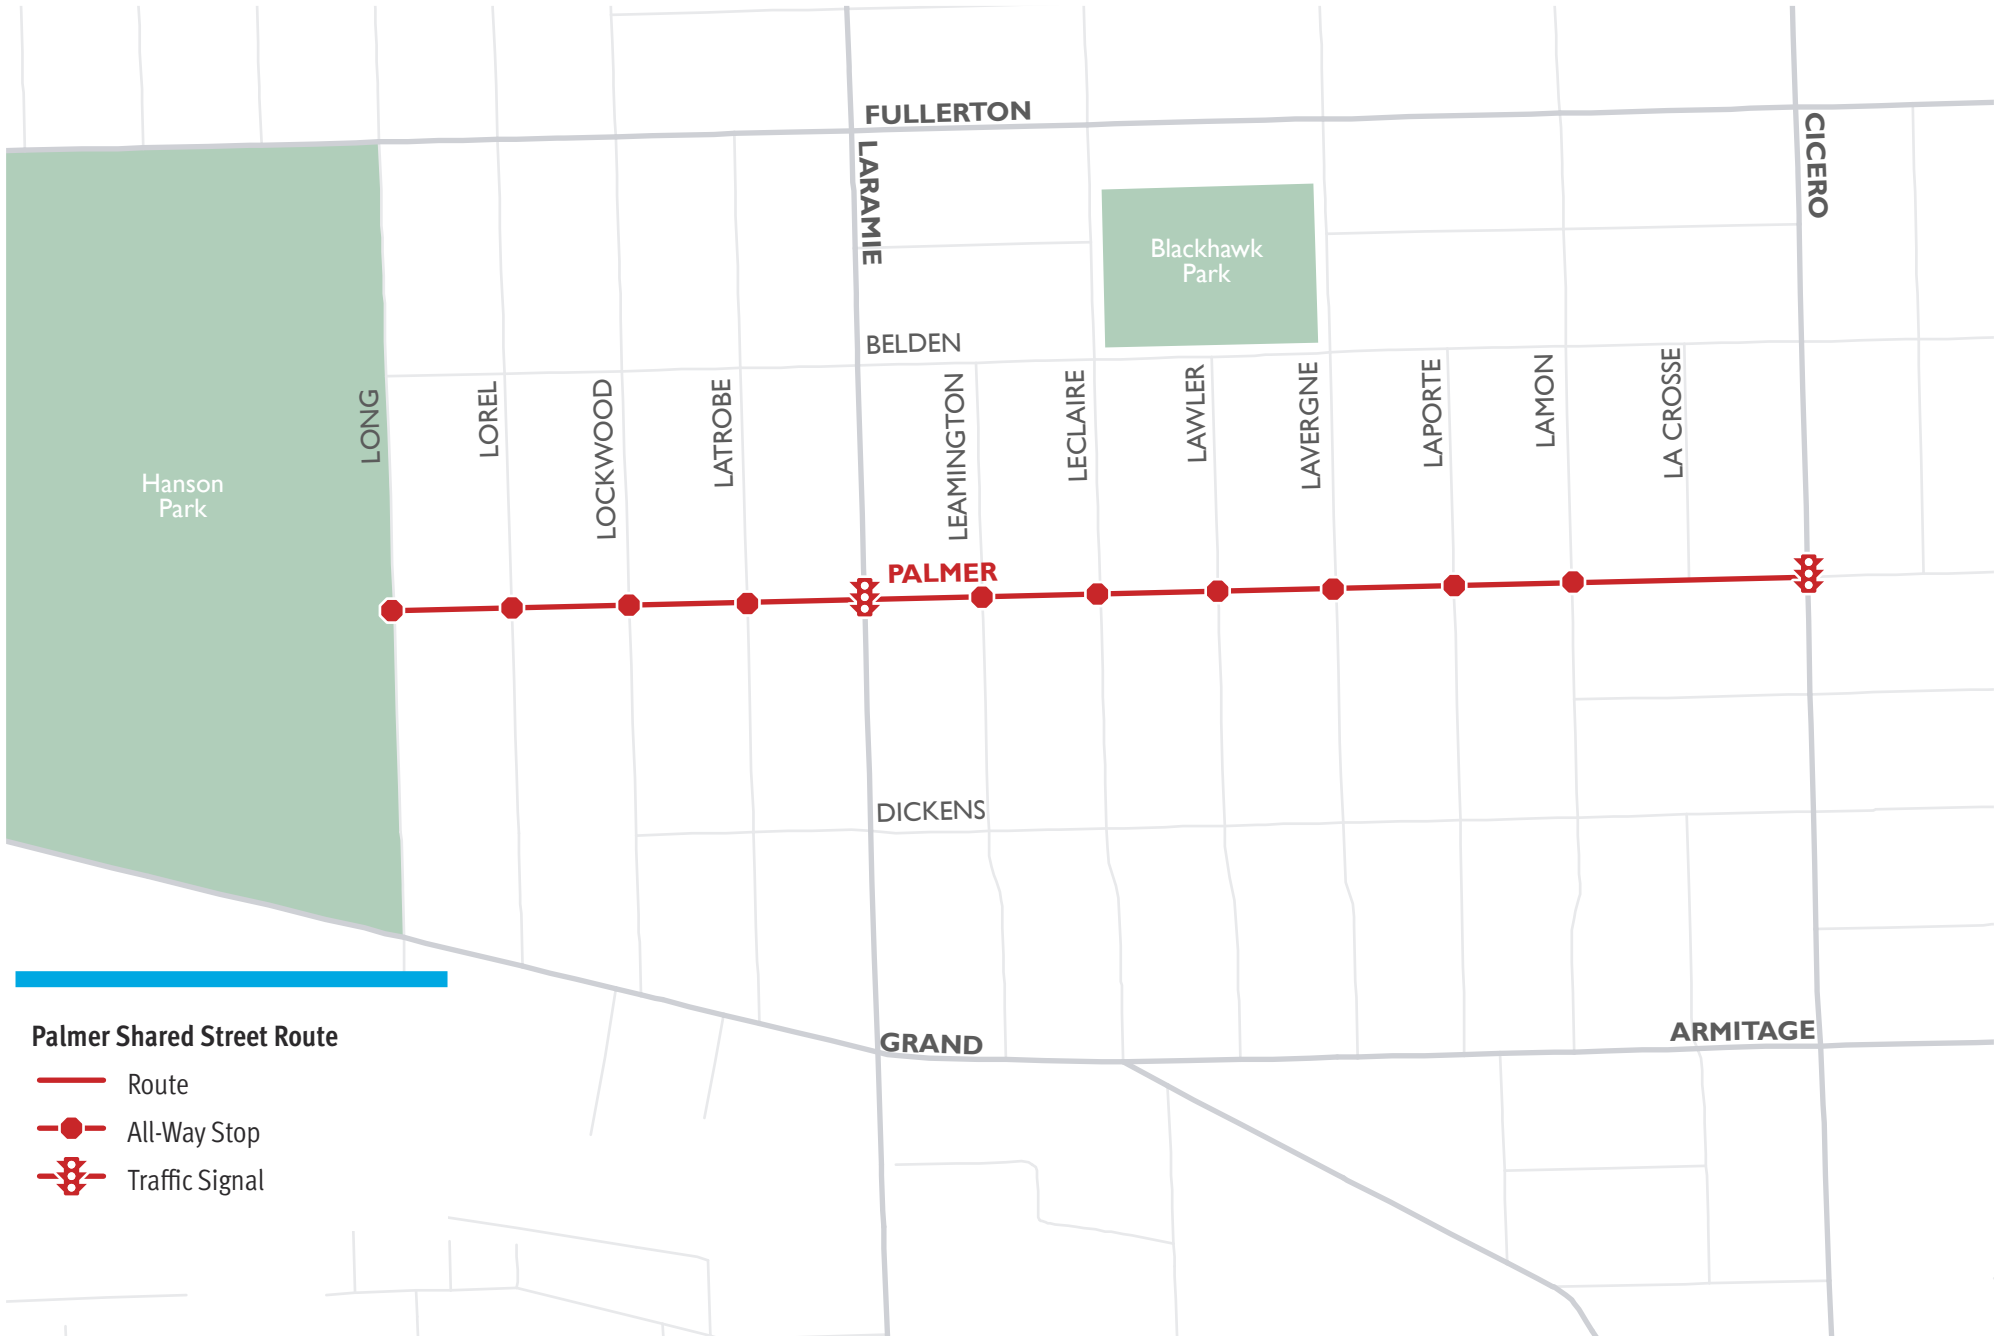 FULLERTON
LARAMIE
CICERO
Blackhawk
Park
BELDEN
LONG
LOREL
LOCKWOOD
LATROBE
LEAMINGTON
LECLAIRE
LAWLER
LAVERGNE
LAPORTE
LAMON
LA CROSSE
Hanson
Park
PALMER
DICKENS
GRAND
ARMITAGE
Palmer Shared Street Route
Route
All-Way Stop
Traffic Signal